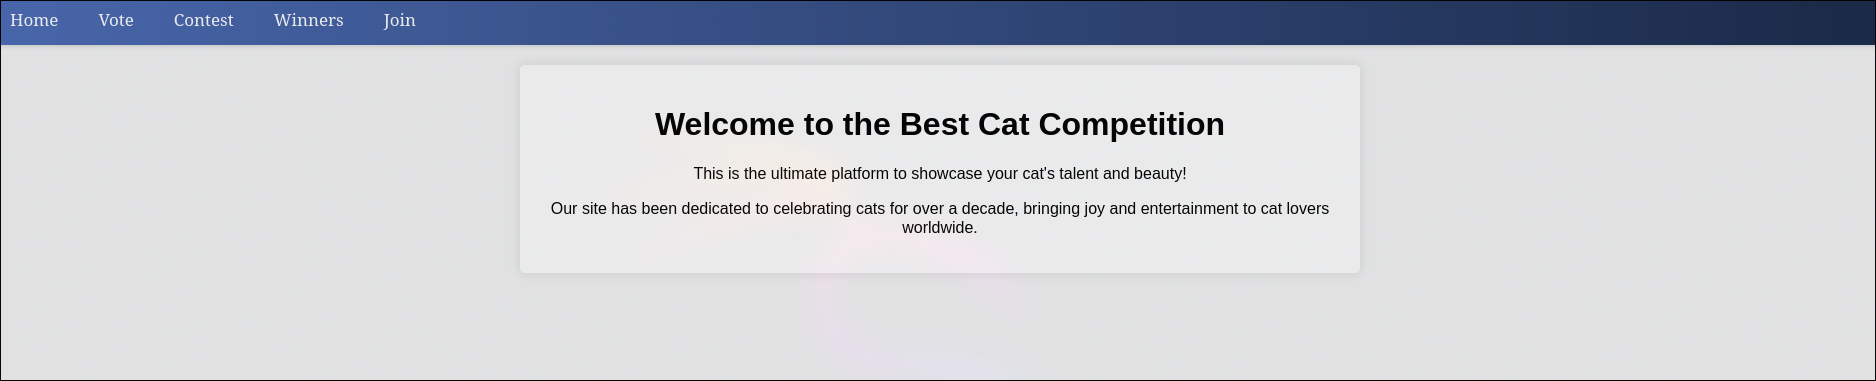 Home Vote Contest Winners Join
Welcome to the Best Cat Competition
This is the ultimate platform to showcase your cat's talent and beauty!
Our site has been dedicated to celebrating cats for over a decade, bringing joy and entertainment to cat lovers
worldwide.